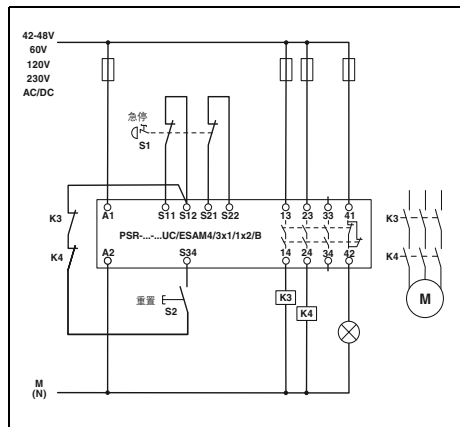 42-48V
60V
120V
230V
AC/DC
急停
S1
K3
K4
A1
S11
S12
S21
S22
13
23
33
41
PSR-...-...UC/ESAM4/3x1/1x2/B
A2
S34
14
24
34
42
重置
S2
K3
K4
K3
K4
M
M
(N)